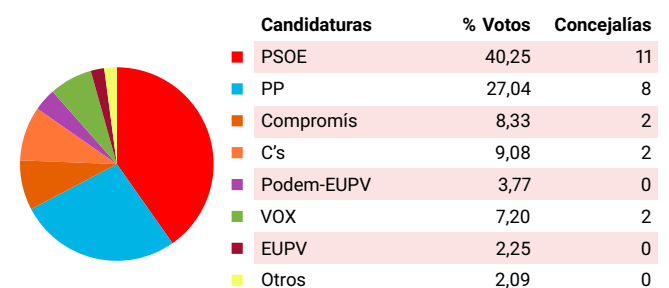 Candidaturas % Votos Concejalías
PSOE 40,25 11
PP 27,04 8
Compromís 8,33 2
C’s 9,08 2
Podem-EUPV 3,77 0
VOX 7,20 2
EUPV 2,25 0
Otros 2,09 0